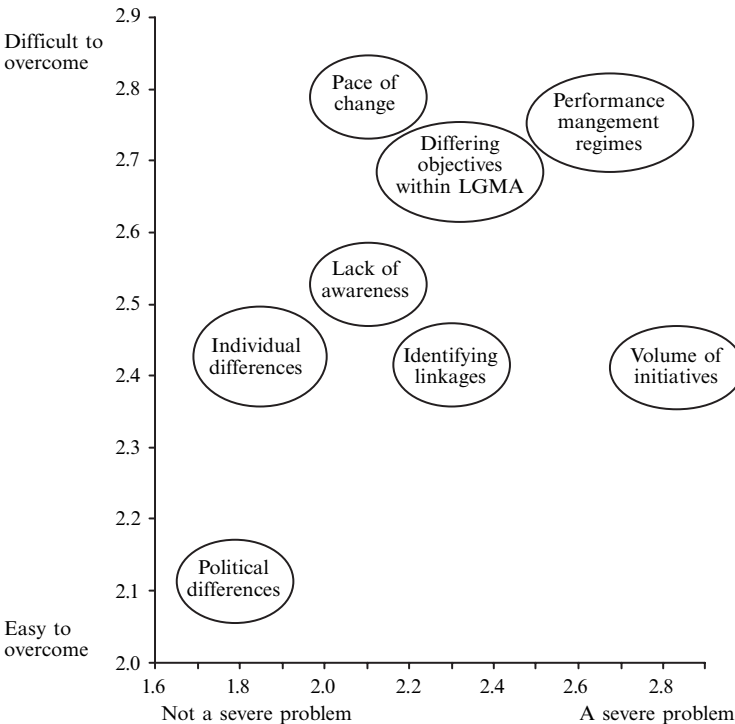 2.9
Difficult to
overcome
2.8
Pace of
change
Performance
mangement
regimes
2.7
Differing
objectives
within LGMA
2.6
Lack of
awareness
2.5
Individual
differences
Identifying
linkages
Volume of
initiatives
2.4
2.3
2.2
Political
differences
2.1
Easy to
overcome
2.0
1.6 1.8 2.0 2.2 2.4 2.6 2.8
Not a severe problem A severe problem